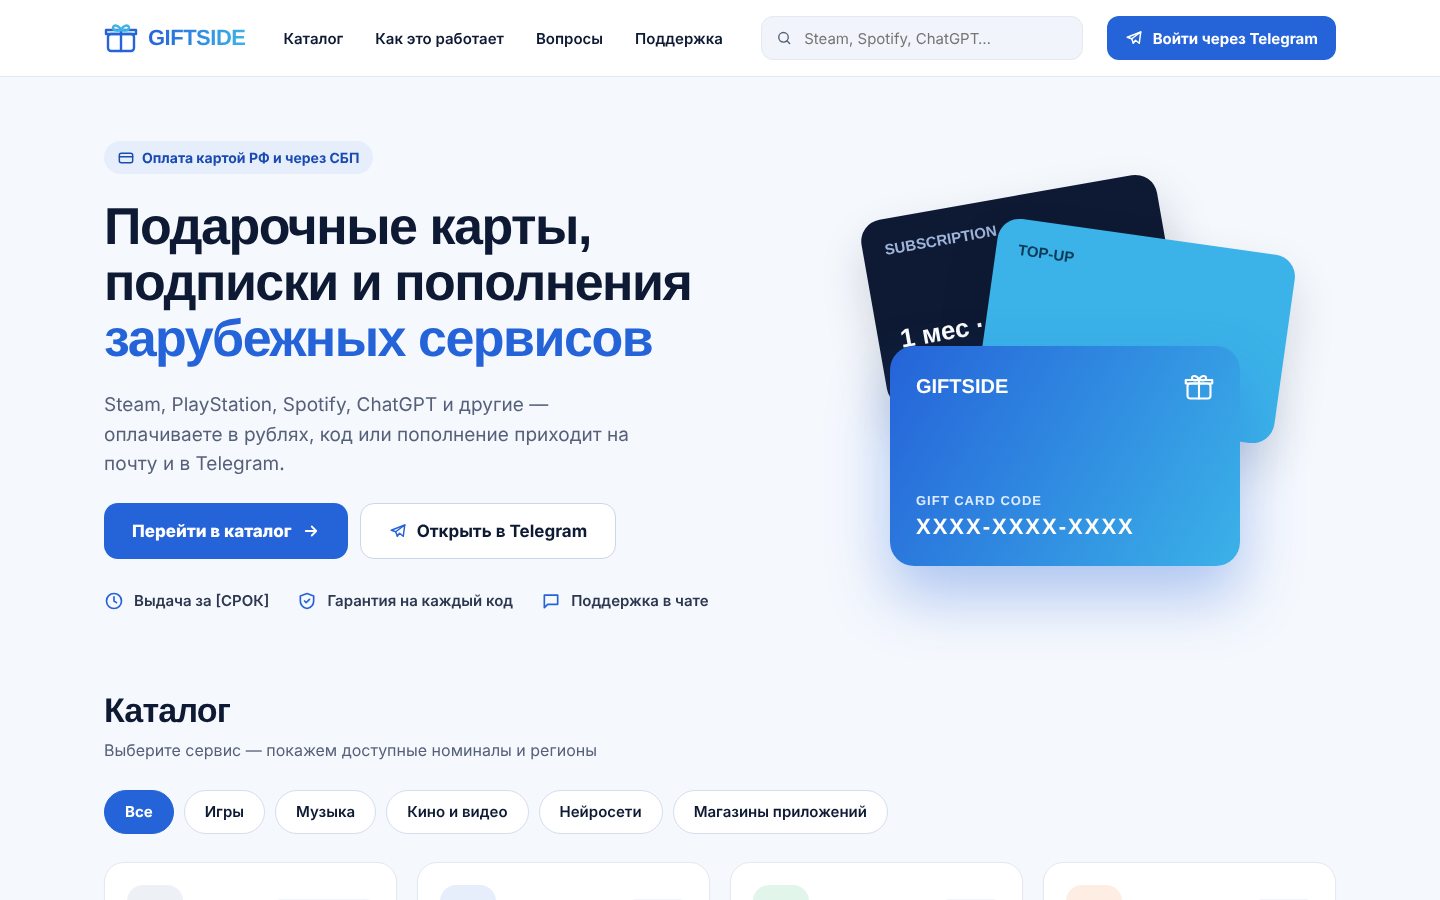 GIFTSIDE
Каталог
Как это работает
Вопросы
Поддержка
Steam, Spotify, ChatGPT...
Войти через Telegram
Оплата картой РФ и через СБП
Подарочные карты,
подписки и пополнения
зарубежных сервисов
Steam, PlayStation, Spotify, ChatGPT и другие —
оплачиваете в рублях, код или пополнение приходит на
почту и в Telegram.
Перейти в каталог
Открыть в Telegram
Выдача за [СРОК]
Гарантия на каждый код
Поддержка в чате
SUBSCRIPTION
TOP-UP
1 мес ·
GIFTSIDE
GIFT CARD CODE
XXXX-XXXX-XXXX
Каталог
Выберите сервис — покажем доступные номиналы и регионы
Все
Игры
Музыка
Кино и видео
Нейросети
Магазины приложений